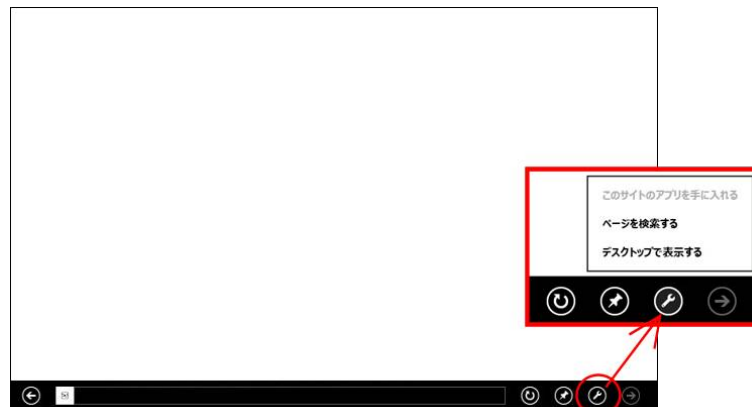 このサイトのアプリを手に入れる
ページを検索する
デスクトップで表示する